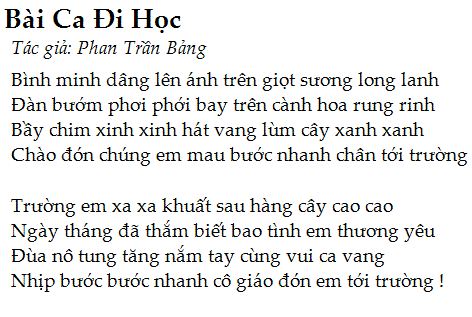 Bài Ca Đi Học
Tác giả: Phan Trần Bảng
Bình minh dâng lên ánh trên giọt sương long lanh
Đàn bướm phơi phới bay trên cành hoa rung rinh
Bầy chim xinh xinh hát vang lùm cây xanh xanh
Chào đón chúng em mau bước nhanh chân tới trường
Trường em xa xa khuất sau hàng cây cao cao
Ngày tháng đã thắm biết bao tình em thương yêu
Đùa nô tung tăng nắm tay cùng vui ca vang
Nhịp bước bước nhanh cô giáo đón em tới trường !